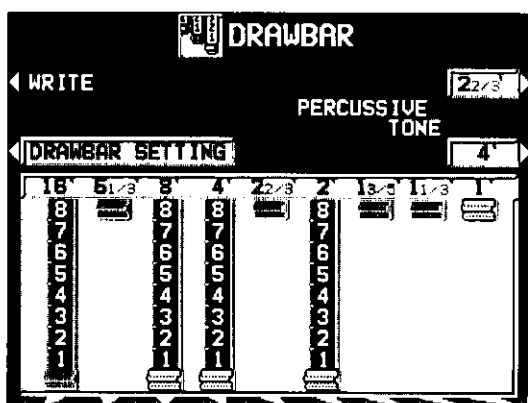 DRAWBAR
WRITE
2 2/3'
PERCUSSIVE
TONE
DRAWBAR SETTING
4'
16' 5 1/3' 8' 4' 2 2/3' 2' 1 3/5' 1 1/3' 1'
8 8 8 8
7 7 7 7
6 6 6 6
5 5 5 5
4 4 4 4
3 3 3 3
2 2 2 2
1 1 1 1